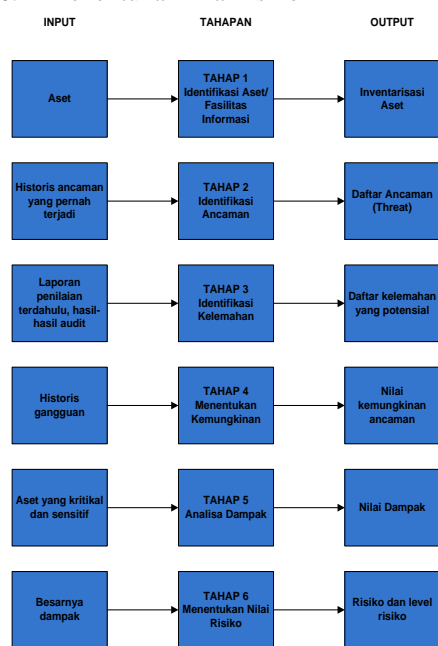 INPUT
TAHAPAN
OUTPUT
Aset
TAHAP 1
Identifikasi Aset/
Fasilitas
Informasi
Inventarisasi
Aset
Historis ancaman
yang pernah
terjadi
TAHAP 2
Identifikasi
Ancaman
Daftar Ancaman
(Threat)
Laporan
penilaian
terdahulu, hasil-
hasil audit
TAHAP 3
Identifikasi
Kelemahan
Daftar kelemahan
yang potensial
Historis
gangguan
TAHAP 4
Menentukan
Kemungkinan
Nilai
kemungkinan
ancaman
Aset yang kritikal
dan sensitif
TAHAP 5
Analisa Dampak
Nilai Dampak
Besarnya
dampak
TAHAP 6
Menentukan Nilai
Risiko
Risiko dan level
risiko